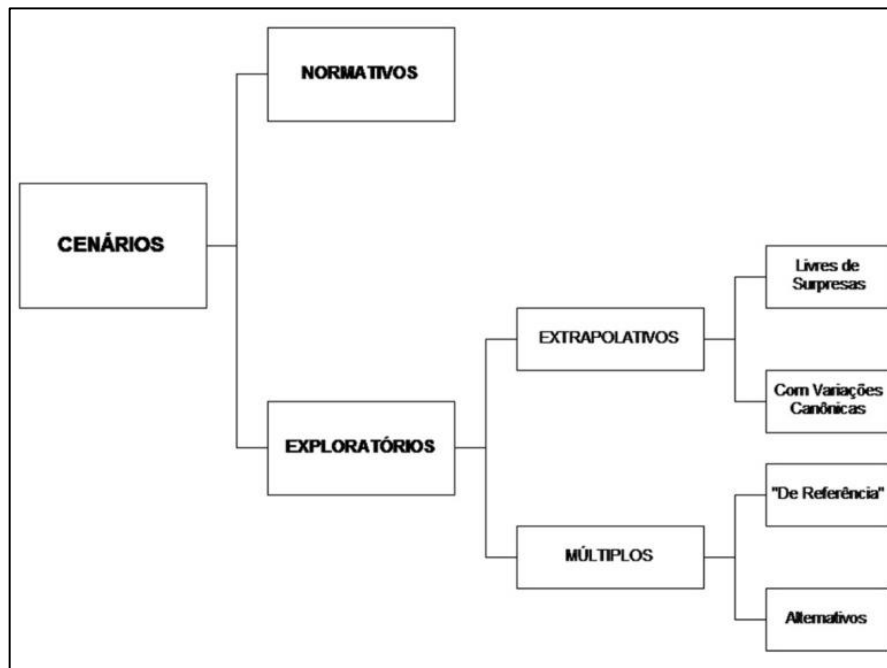 NORMATIVOS
CENÁRIOS
Livres de
Surpresas
EXTRAPOLATIVOS
Com Variações
Canônicas
EXPLORATÓRIOS
"De Referência"
MÚLTIPLOS
Alternativos